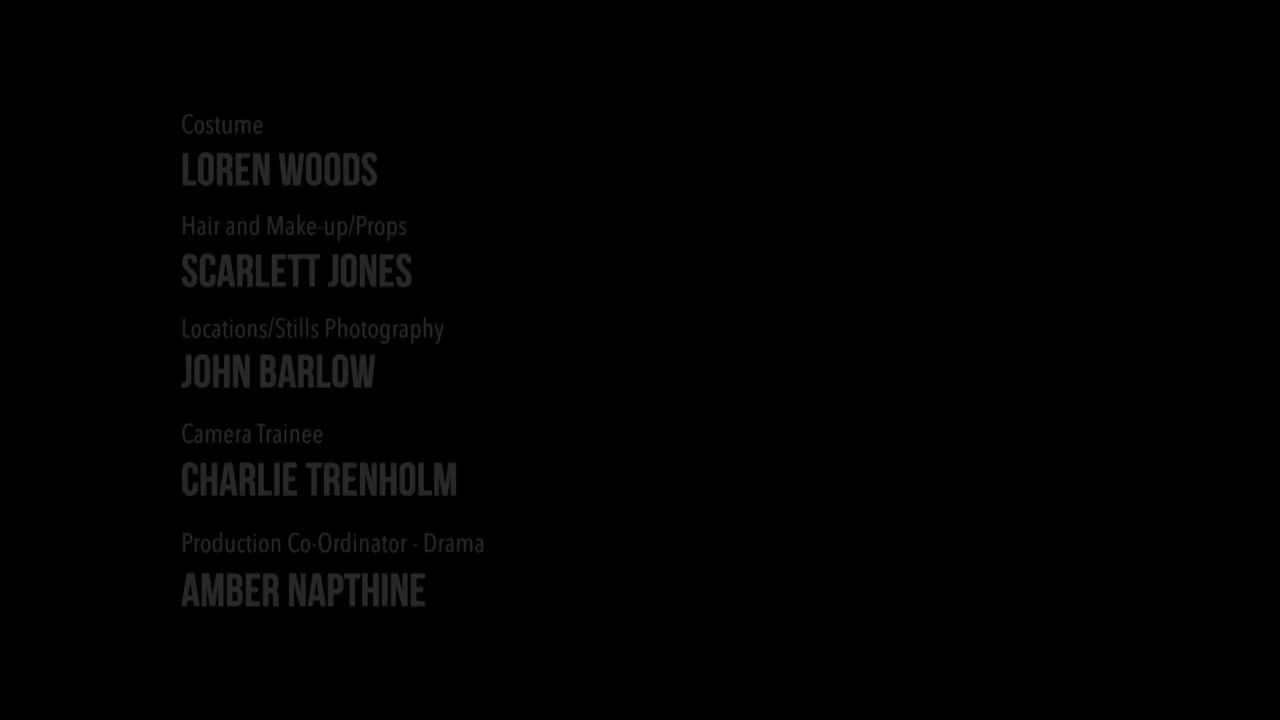 Costume
LOREN WOODS
Hair and Make-up/Props
SCARLETT JONES
Locations/Stills Photography
JOHN BARLOW
Camera Trainee
CHARLIE TRENHOLM
Production Co-Ordinator - Drama
AMBER NAPTHINE